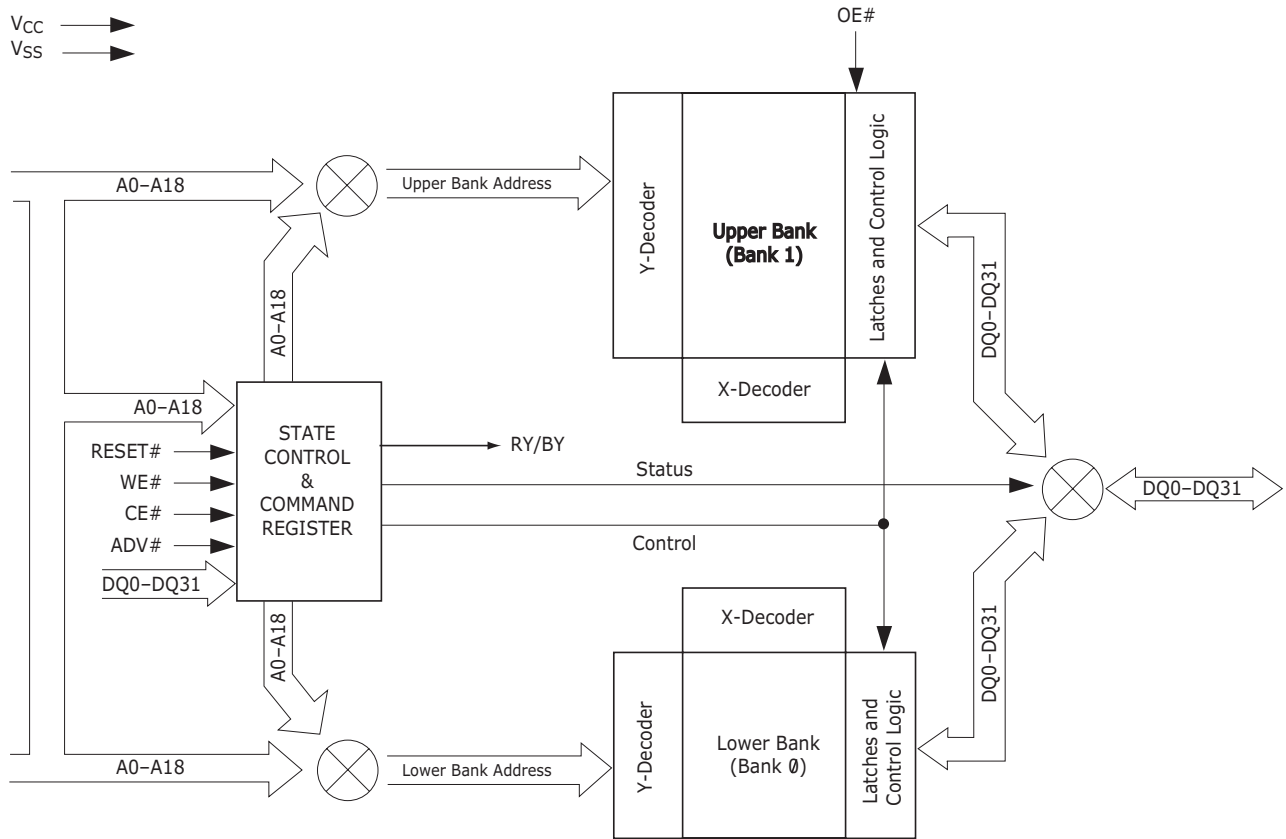 VCC
VSS
OE#
A0–A18
Upper Bank Address
Y-Decoder
Upper Bank
(Bank 1)
Latches and Control Logic
X-Decoder
DQ0–DQ31
A0–A18
A0–A18
RESET#
WE#
CE#
ADV#
DQ0–DQ31
STATE
CONTROL
&
COMMAND
REGISTER
RY/BY
Status
Control
DQ0–DQ31
A0–A18
X-Decoder
DQ0–DQ31
A0–A18
Lower Bank Address
Y-Decoder
Lower Bank
(Bank 0)
Latches and
Control Logic